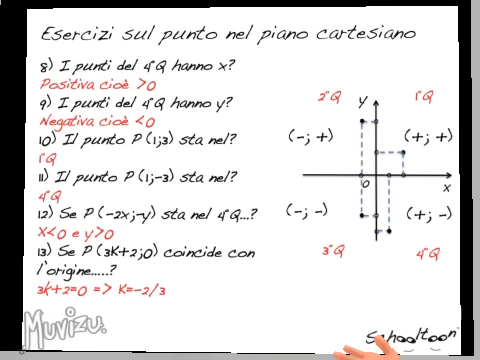 Esercizi sul punto nel piano cartesiano
8) I punti del 4°Q hanno x?
Positiva cioè >0
9) I punti del 4°Q hanno y?
Negativa cioè <0
10) Il punto P (1;3) sta nel?
1°Q
11) Il punto P (1;-3) sta nel?
4°Q
12) Se P (-2x;-y) sta nel 4°Q...?
x<0 e y>0
13) Se P (3K+2;0) coincide con
l'origine.....?
3k+2=0 => K=-2/3
y
2°Q
1°Q
(-; +)
(+; +)
0
x
(-; -)
(+; -)
3°Q
4°Q
Muvizu.
Schooltoon